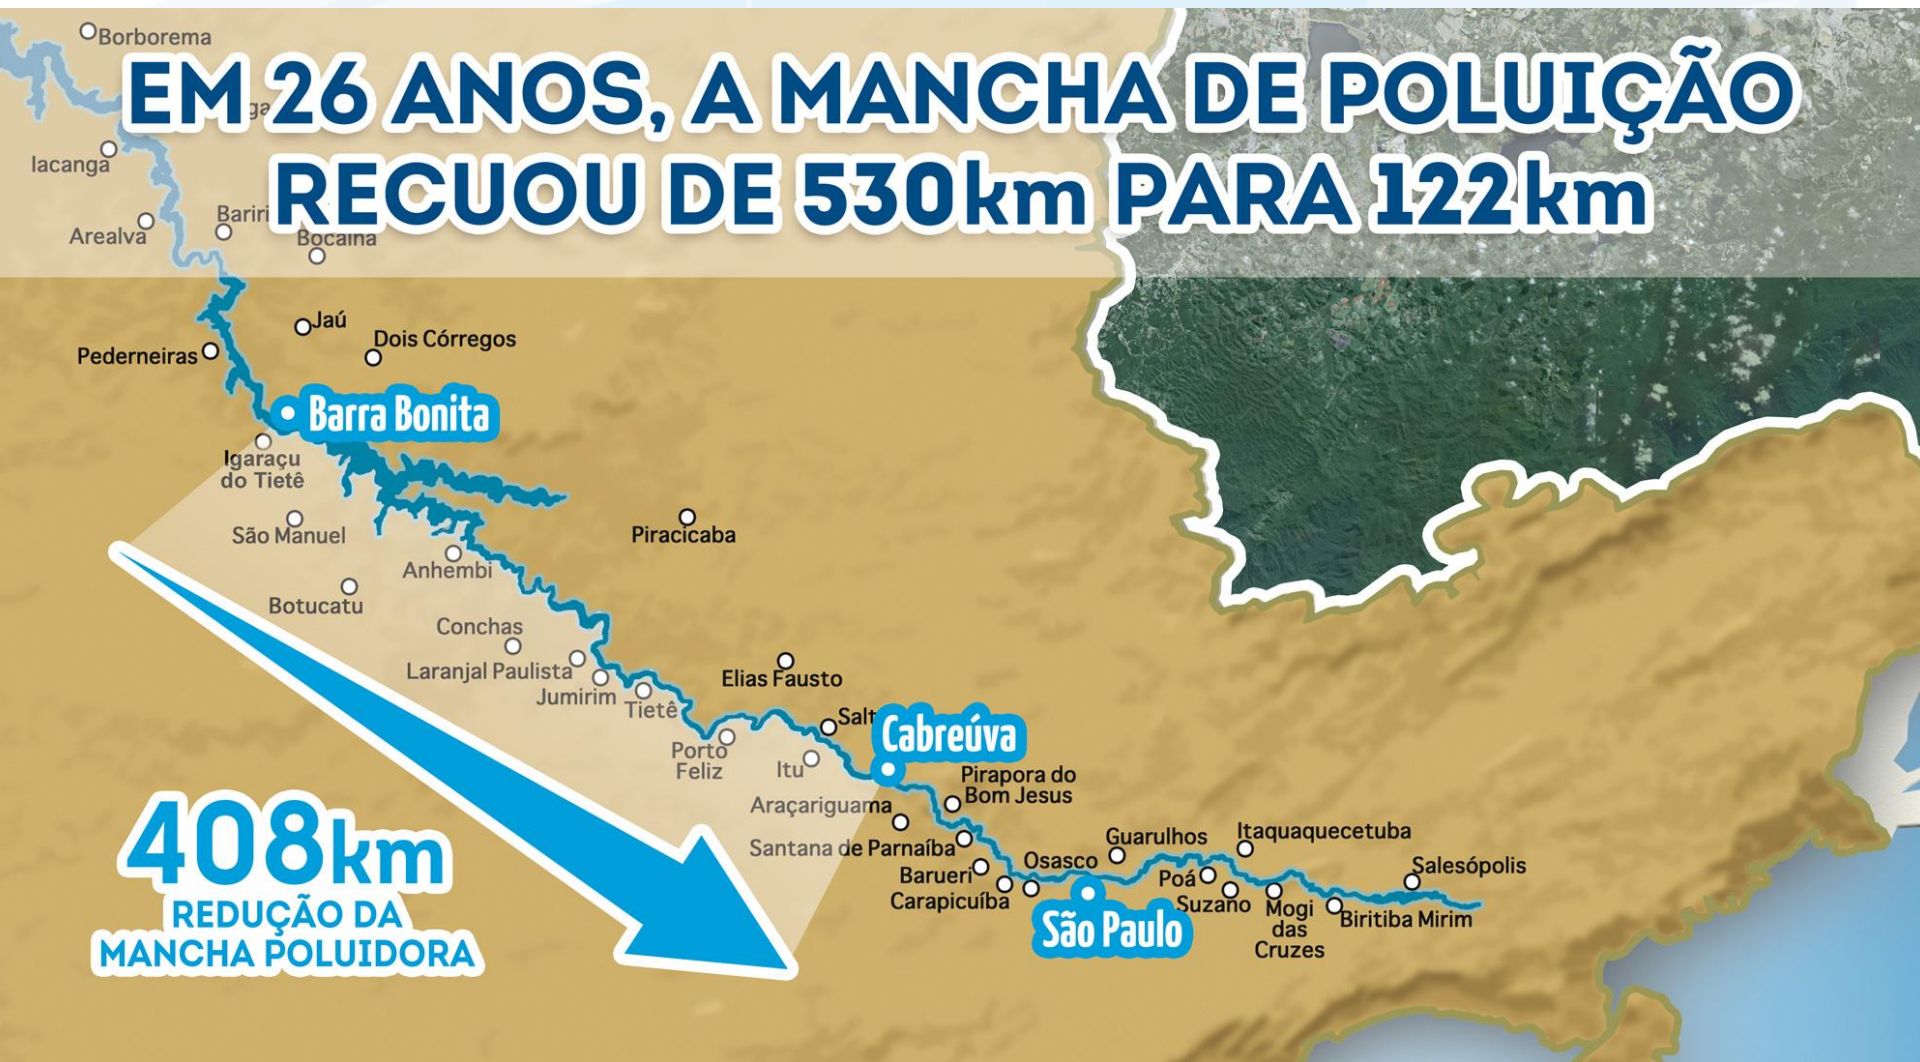 Borborema
EM 26 ANOS, A MANCHA DE POLUIÇÃO
RECUOU DE 530km PARA 122km
Iacanga
Arealva
Bariri
Bocaina
Jaú
Dois Córregos
Pederneiras
Barra Bonita
Igaraçu
do Tietê
São Manuel
Piracicaba
Anhembi
Botucatu
Conchas
Laranjal Paulista
Jumirim
Tietê
Elias Fausto
Salt
Cabreúva
Porto
Feliz
Itu
Pirapora do
Bom Jesus
Araçariguama
Santana de Parnaíba
Barueri
Carapicuíba
Osasco
Guarulhos
Itaquaquecetuba
Poá
Suzano
Mogi
das
Cruzes
Salesópolis
Biritiba Mirim
São Paulo
408km
REDUÇÃO DA
MANCHA POLUIDORA